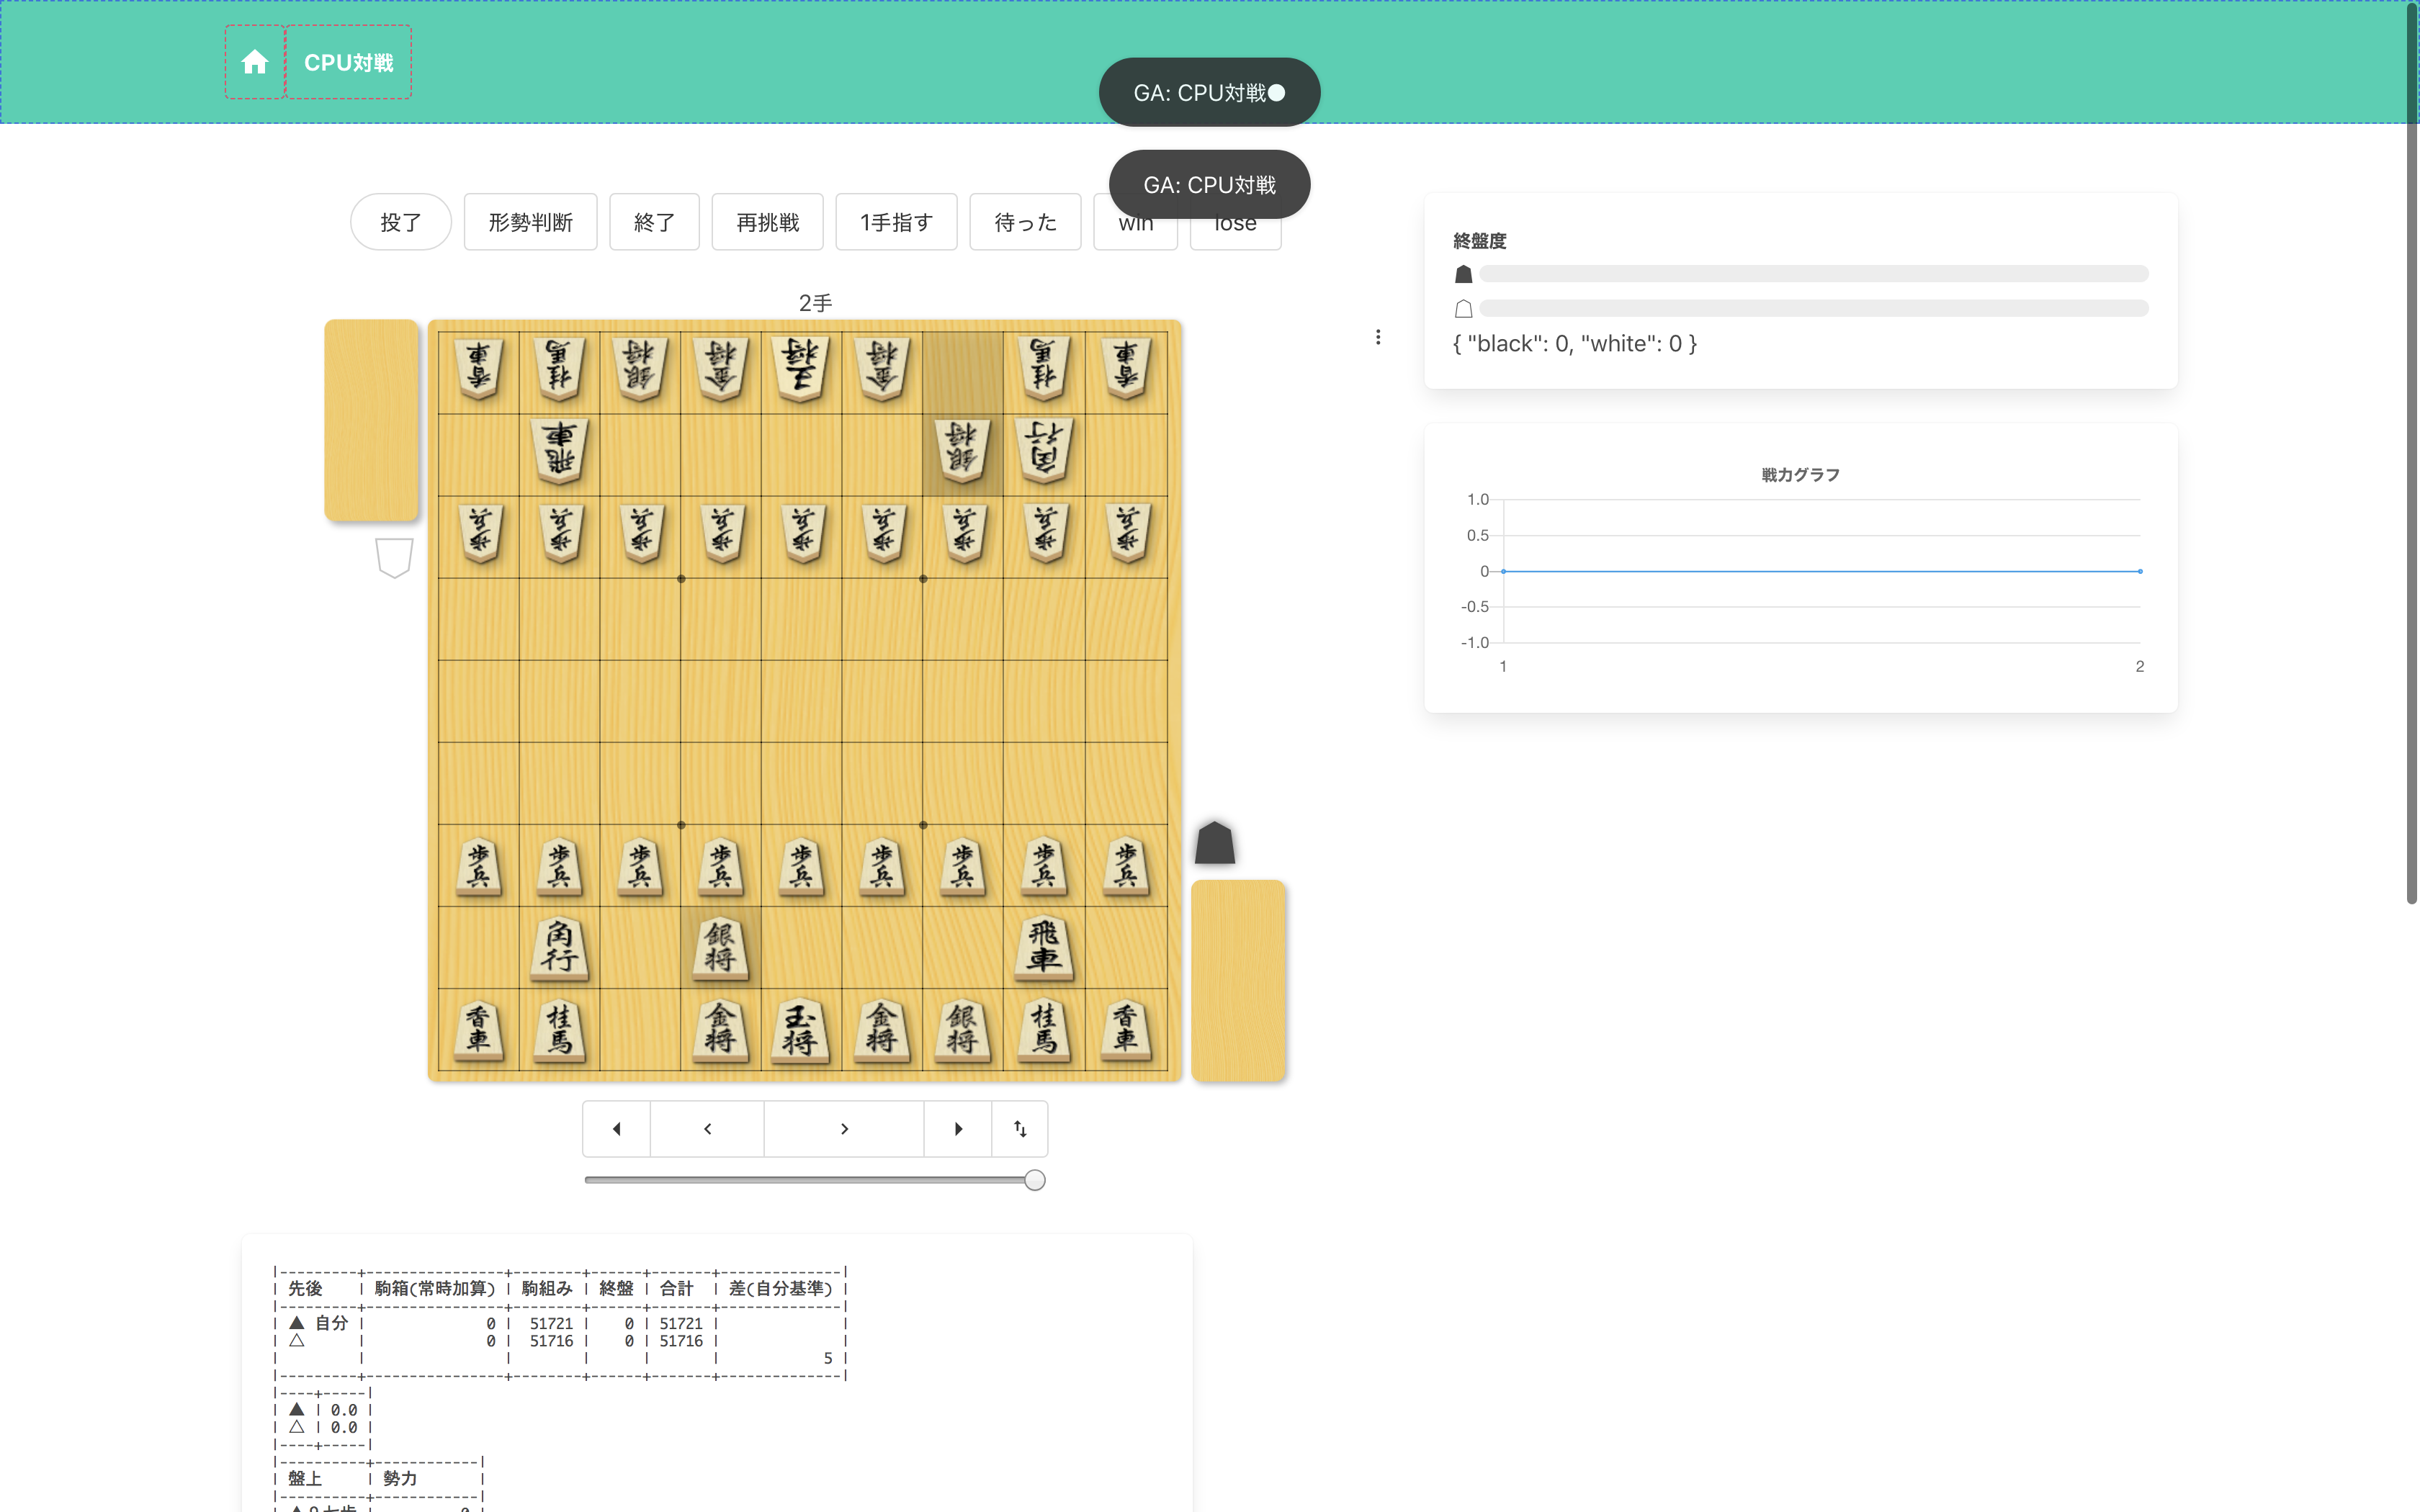 CPU対戦
GA: CPU対戦●
GA: CPU対戦
投了 形勢判断 終了 再挑戦 1手指す 待った win lose
2手
香車 桂馬 銀将 金将 王将 金将 桂馬 香車
飛車 銀将 角行
歩兵 歩兵 歩兵 歩兵 歩兵 歩兵 歩兵 歩兵 歩兵
歩兵 歩兵 歩兵 歩兵 歩兵 歩兵 歩兵 歩兵 歩兵
角行 銀将 飛車
香車 桂馬 金将 玉将 金将 銀将 桂馬 香車
終盤度
{ "black": 0, "white": 0 }
戦力グラフ
1.0
0.5
0
-0.5
-1.0
1 2
|---------+----------------+--------+------+-------+--------------|
| 先後 | 駒箱(常時加算) | 駒組み | 終盤 | 合計 | 差(自分基準) |
|---------+----------------+--------+------+-------+--------------|
| ▲ 自分 | 0 | 51721 | 0 | 51721 | |
| △ | 0 | 51716 | 0 | 51716 | |
| | | | | | 5 |
|---------+----------------+--------+------+-------+--------------|
|----+-----|
| ▲ | 0.0 |
| △ | 0.0 |
|----+-----|
|----------+------------|
| 盤上 | 勢力 |
|----------+------------|
| ▲９七歩 | 0 |